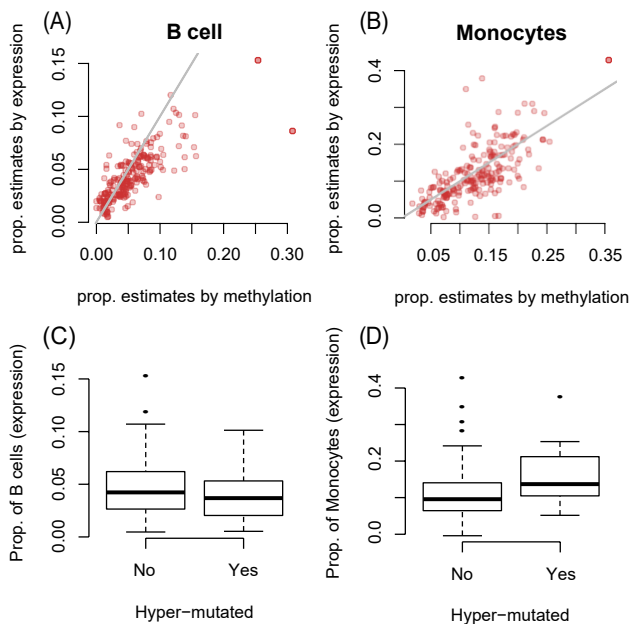 (A)
B cell
prop. estimates by expression
0.00
0.05
0.10
0.15
0.00
0.10
0.20
0.30
prop. estimates by methylation
(B)
Monocytes
prop. estimates by expression
0.0
0.2
0.4
0.05
0.15
0.25
0.35
prop. estimates by methylation
(C)
Prop. of B cells (expression)
0.00
0.05
0.10
0.15
No
Yes
Hyper−mutated
(D)
Prop. of Monocytes (expression)
0.0
0.2
0.4
No
Yes
Hyper−mutated